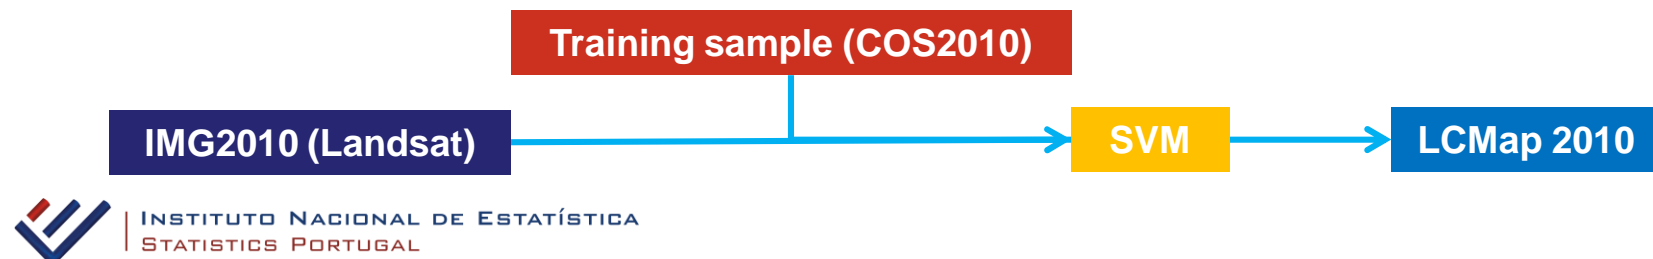 Training sample (COS2010)
IMG2010 (Landsat)
SVM
LCMap 2010
INSTITUTO NACIONAL DE ESTATÍSTICA
STATISTICS PORTUGAL